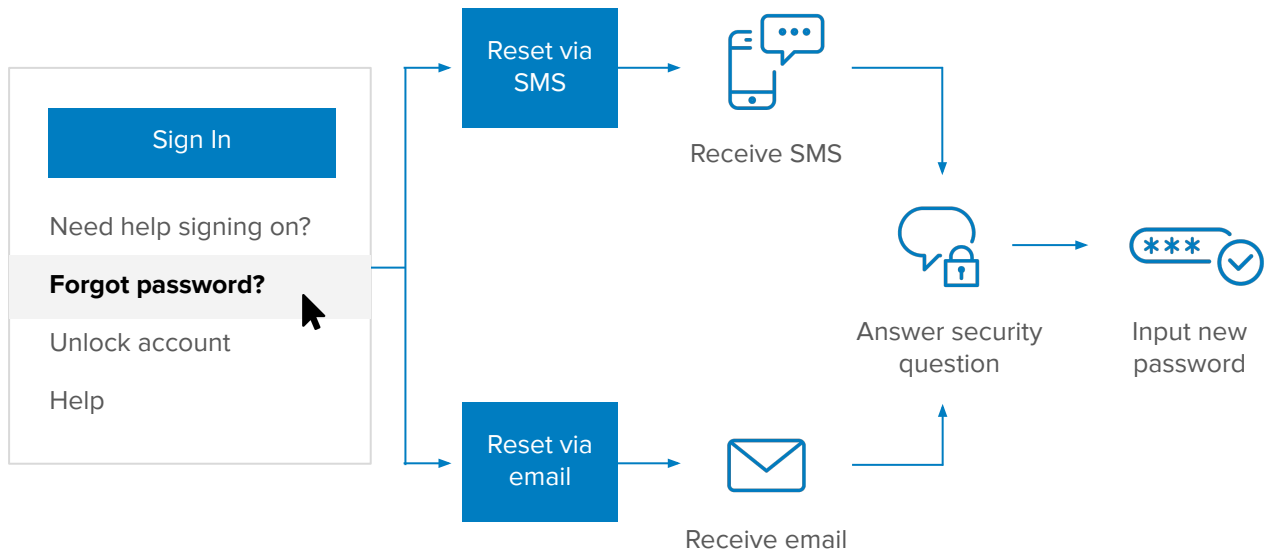 Sign In
Need help signing on?
Forgot password?
Unlock account
Help
Reset via
SMS
Receive SMS
Reset via
email
Receive email
Answer security
question
***
Input new
password